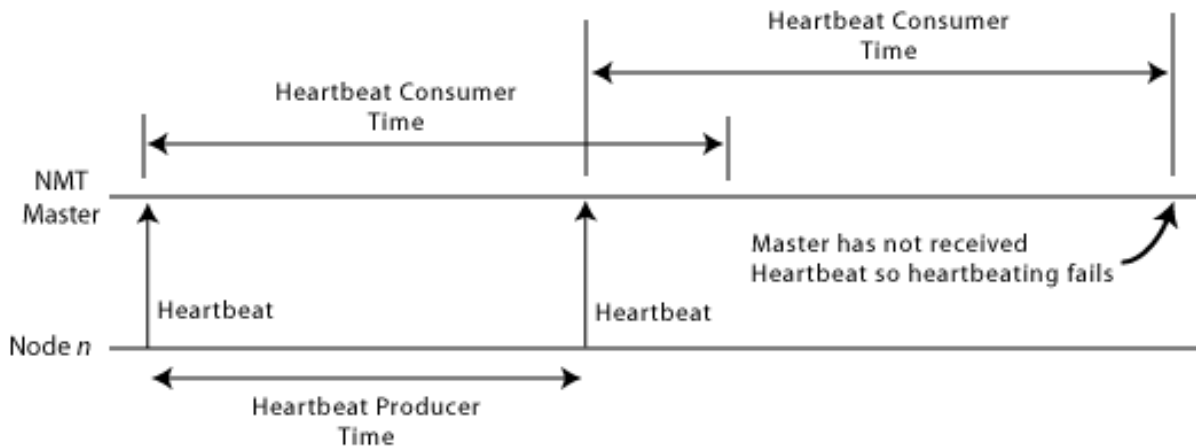 Heartbeat Consumer
Time
Heartbeat Consumer
Time
NMT
Master
Master has not received
Heartbeat so heartbeating fails
Heartbeat
Heartbeat
Node n
Heartbeat Producer
Time